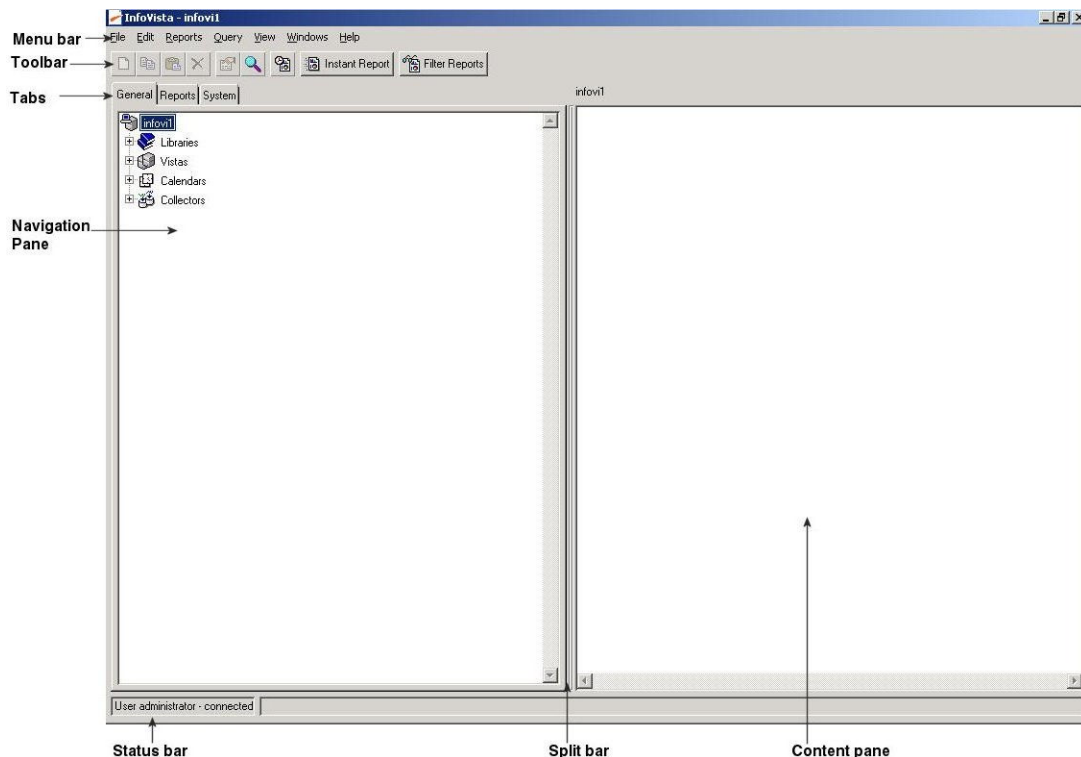 InfoVista - infovi1
Menu bar
File Edit Reports Query View Windows Help
Toolbar
Instant Report Filter Reports
Tabs
General Reports System
infovi1
infovi1
Libraries
Vistas
Calendars
Collectors
Navigation
Pane
User administrator - connected
Status bar
Split bar
Content pane